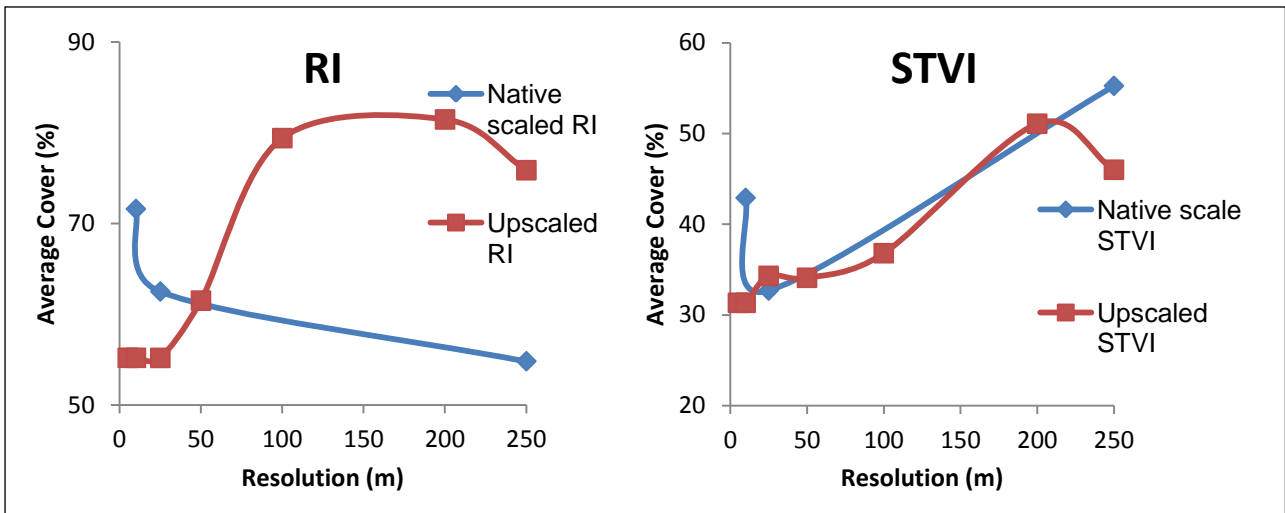 RI
90
70
50
Average Cover (%)
0 50 100 150 200 250
Resolution (m)
Native
scaled RI
Upscaled
RI
STVI
60
50
40
30
20
Average Cover (%)
0 50 100 150 200 250
Resolution (m)
Native scale
STVI
Upscaled
STVI